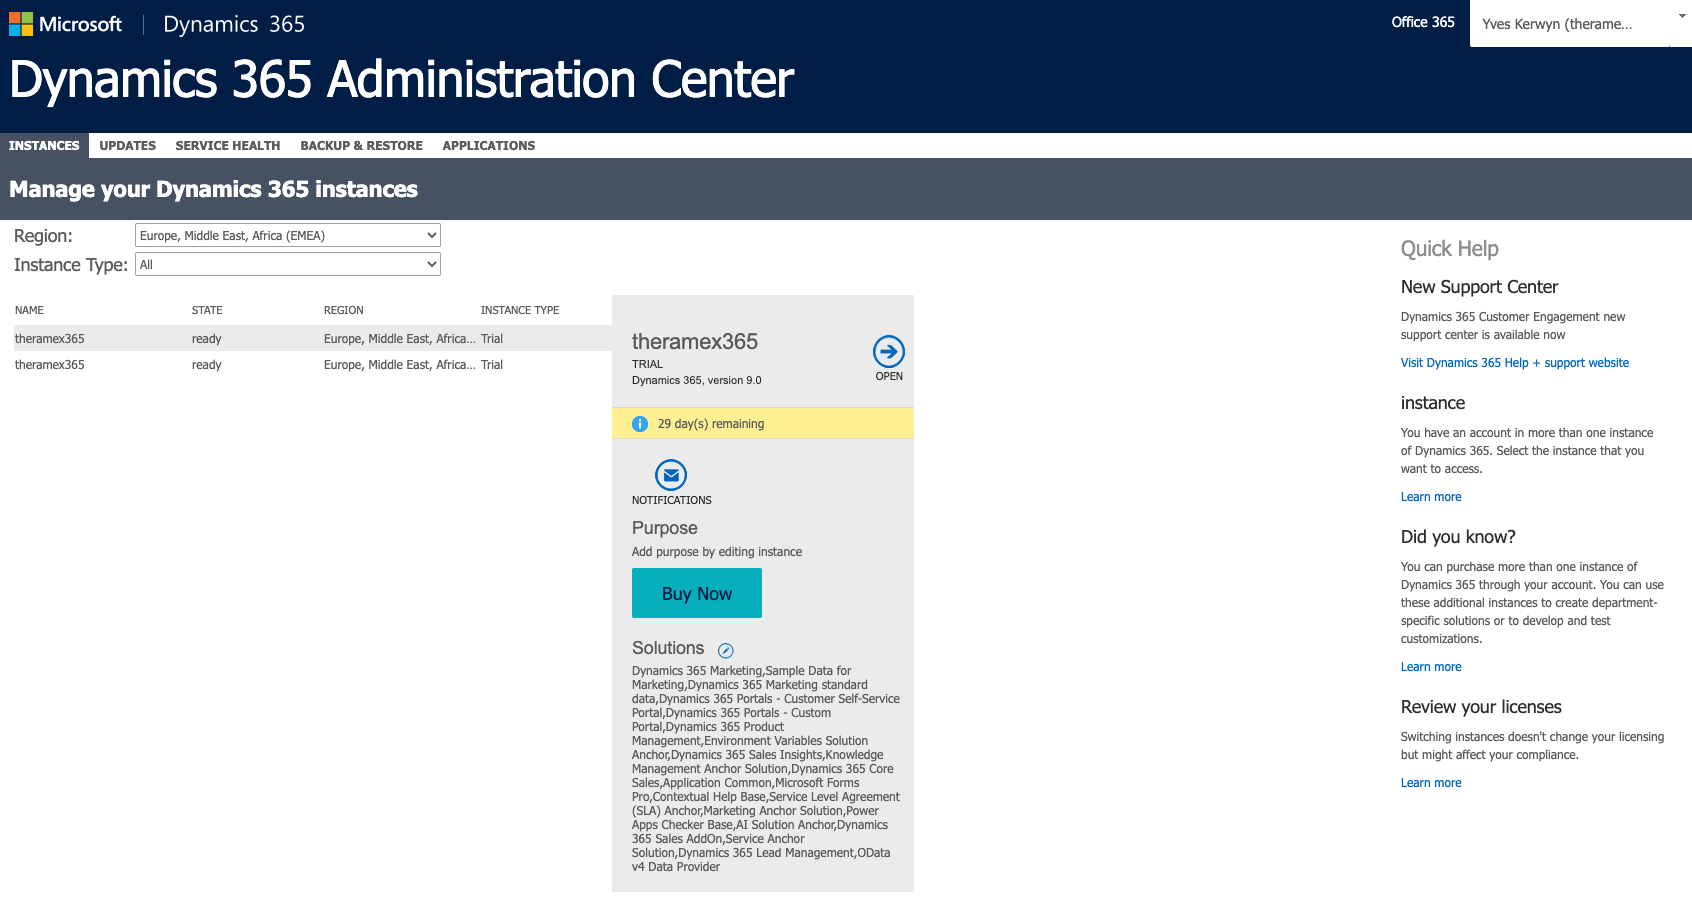 Microsoft | Dynamics 365
Office 365
Yves Kerwyn (therame...
Dynamics 365 Administration Center
INSTANCES UPDATES SERVICE HEALTH BACKUP & RESTORE APPLICATIONS
Manage your Dynamics 365 instances
Region: Europe, Middle East, Africa (EMEA)
Instance Type: All
NAME STATE REGION INSTANCE TYPE
theramex365 ready Europe, Middle East, Africa... Trial
theramex365 ready Europe, Middle East, Africa... Trial
theramex365
TRIAL
Dynamics 365, version 9.0
OPEN
29 day(s) remaining
NOTIFICATIONS
Purpose
Add purpose by editing instance
Buy Now
Solutions
Dynamics 365 Marketing,Sample Data for
Marketing,Dynamics 365 Marketing standard
data,Dynamics 365 Portals - Customer Self-Service
Portal,Dynamics 365 Portals - Custom
Portal,Dynamics 365 Product
Management,Environment Variables Solution
Anchor,Dynamics 365 Sales Insights,Knowledge
Management Anchor Solution,Dynamics 365 Core
Sales,Application Common,Microsoft Forms
Pro,Contextual Help Base,Service Level Agreement
(SLA) Anchor,Marketing Anchor Solution,Power
Apps Checker Base,AI Solution Anchor,Dynamics
365 Sales AddOn,Service Anchor
Solution,Dynamics 365 Lead Management,OData
v4 Data Provider
Quick Help
New Support Center
Dynamics 365 Customer Engagement new
support center is available now
Visit Dynamics 365 Help + support website
instance
You have an account in more than one instance
of Dynamics 365. Select the instance that you
want to access.
Learn more
Did you know?
You can purchase more than one instance of
Dynamics 365 through your account. You can use
these additional instances to create department-
specific solutions or to develop and test
customizations.
Learn more
Review your licenses
Switching instances doesn't change your licensing
but might affect your compliance.
Learn more